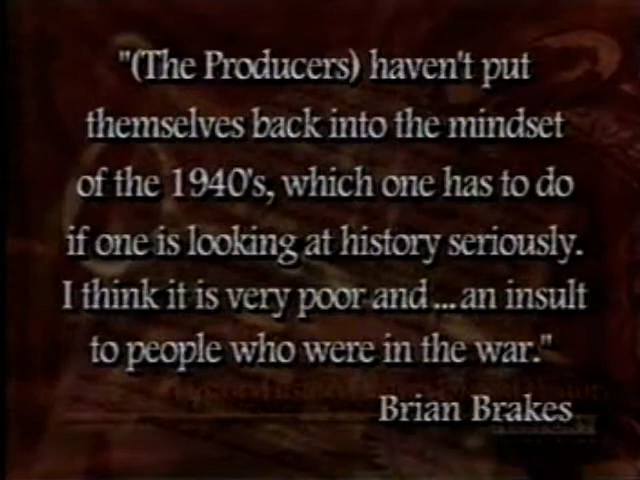 "(The Producers) haven't put
themselves back into the mindset
of the 1940's, which one has to do
if one is looking at history seriously.
I think it is very poor and ... an insult
to people who were in the war."
Brian Brakes